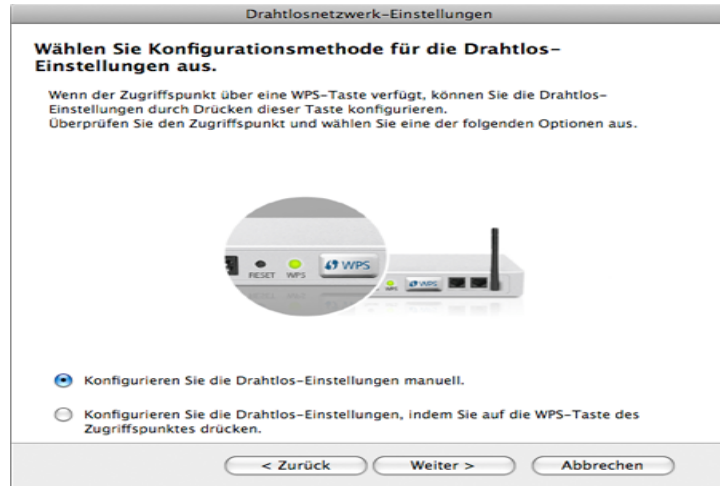 Drahtlosnetzwerk-Einstellungen
Wählen Sie Konfigurationsmethode für die Drahtlos-
Einstellungen aus.
Wenn der Zugriffspunkt über eine WPS-Taste verfügt, können Sie die Drahtlos-
Einstellungen durch Drücken dieser Taste konfigurieren.
Überprüfen Sie den Zugriffspunkt und wählen Sie eine der folgenden Optionen aus.
RESET WPS WPS
WPS WPS
Konfigurieren Sie die Drahtlos-Einstellungen manuell.
Konfigurieren Sie die Drahtlos-Einstellungen, indem Sie auf die WPS-Taste des
Zugriffspunktes drücken.
< Zurück Weiter > Abbrechen